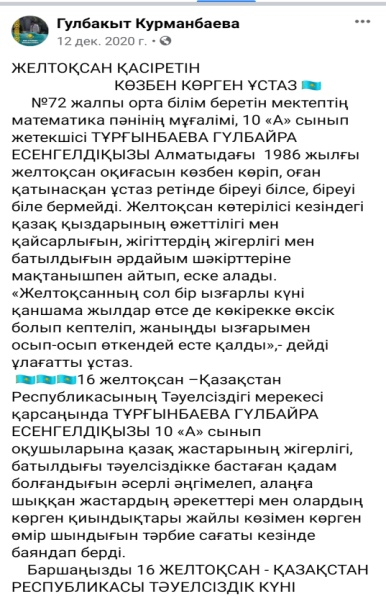 Гулбакыт Курманбаева
12 дек. 2020 г. •
ЖЕЛТОҚСАН ҚАСІРЕТІН
КӨЗБЕН КӨРГЕН ҰСТАЗ 🇰🇿
№72 жалпы орта білім беретін мектептің
математика пәнінің мұғалімі, 10 «А» сынып
жетекшісі ТҰРҒЫНБАЕВА ГҮЛБАЙРА
ЕСЕНГЕЛДІҚЫЗЫ Алматыдағы 1986 жылғы
желтоқсан оқиғасын көзбен көріп, оған
қатынасқан ұстаз ретінде біреуі білсе, біреуі
біле бермейді. Желтоқсан көтерілісі кезіндегі
қазақ қыздарының өжеттілігі мен
қайсарлығын, жігіттердің жігерлігі мен
батылдығын әрдайым шәкірттеріне
мақтанышпен айтып, еске алады.
«Желтоқсанның сол бір ызғарлы күні
қаншама жылдар өтсе де көкірекке өксік
болып кептеліп, жаныңды ызғарымен
осып-осып өткендей есте қалды»,- дейді
ұлағатты ұстаз.
🇰🇿🇰🇿🇰🇿16 желтоқсан –Қазақстан
Республикасының Тәуелсіздігі мерекесі
қарсаңында ТҰРҒЫНБАЕВА ГҮЛБАЙРА
ЕСЕНГЕЛДІҚЫЗЫ 10 «А» сынып
оқушыларына қазақ жастарының жігерлігі,
батылдығы тәуелсіздікке бастаған қадам
болғандығын әсерлі әңгімелеп, алаңға
шыққан жастардың әрекеттері мен олардың
көрген қиындықтары жайлы көзімен көрген
өмір шындығын тәрбие сағаты кезінде
баяндап берді.
Баршаңызды 16 ЖЕЛТОҚСАН - ҚАЗАҚСТАН
РЕСПУБЛИКАСЫ ТӘУЕЛСІЗДІК КҮНІ